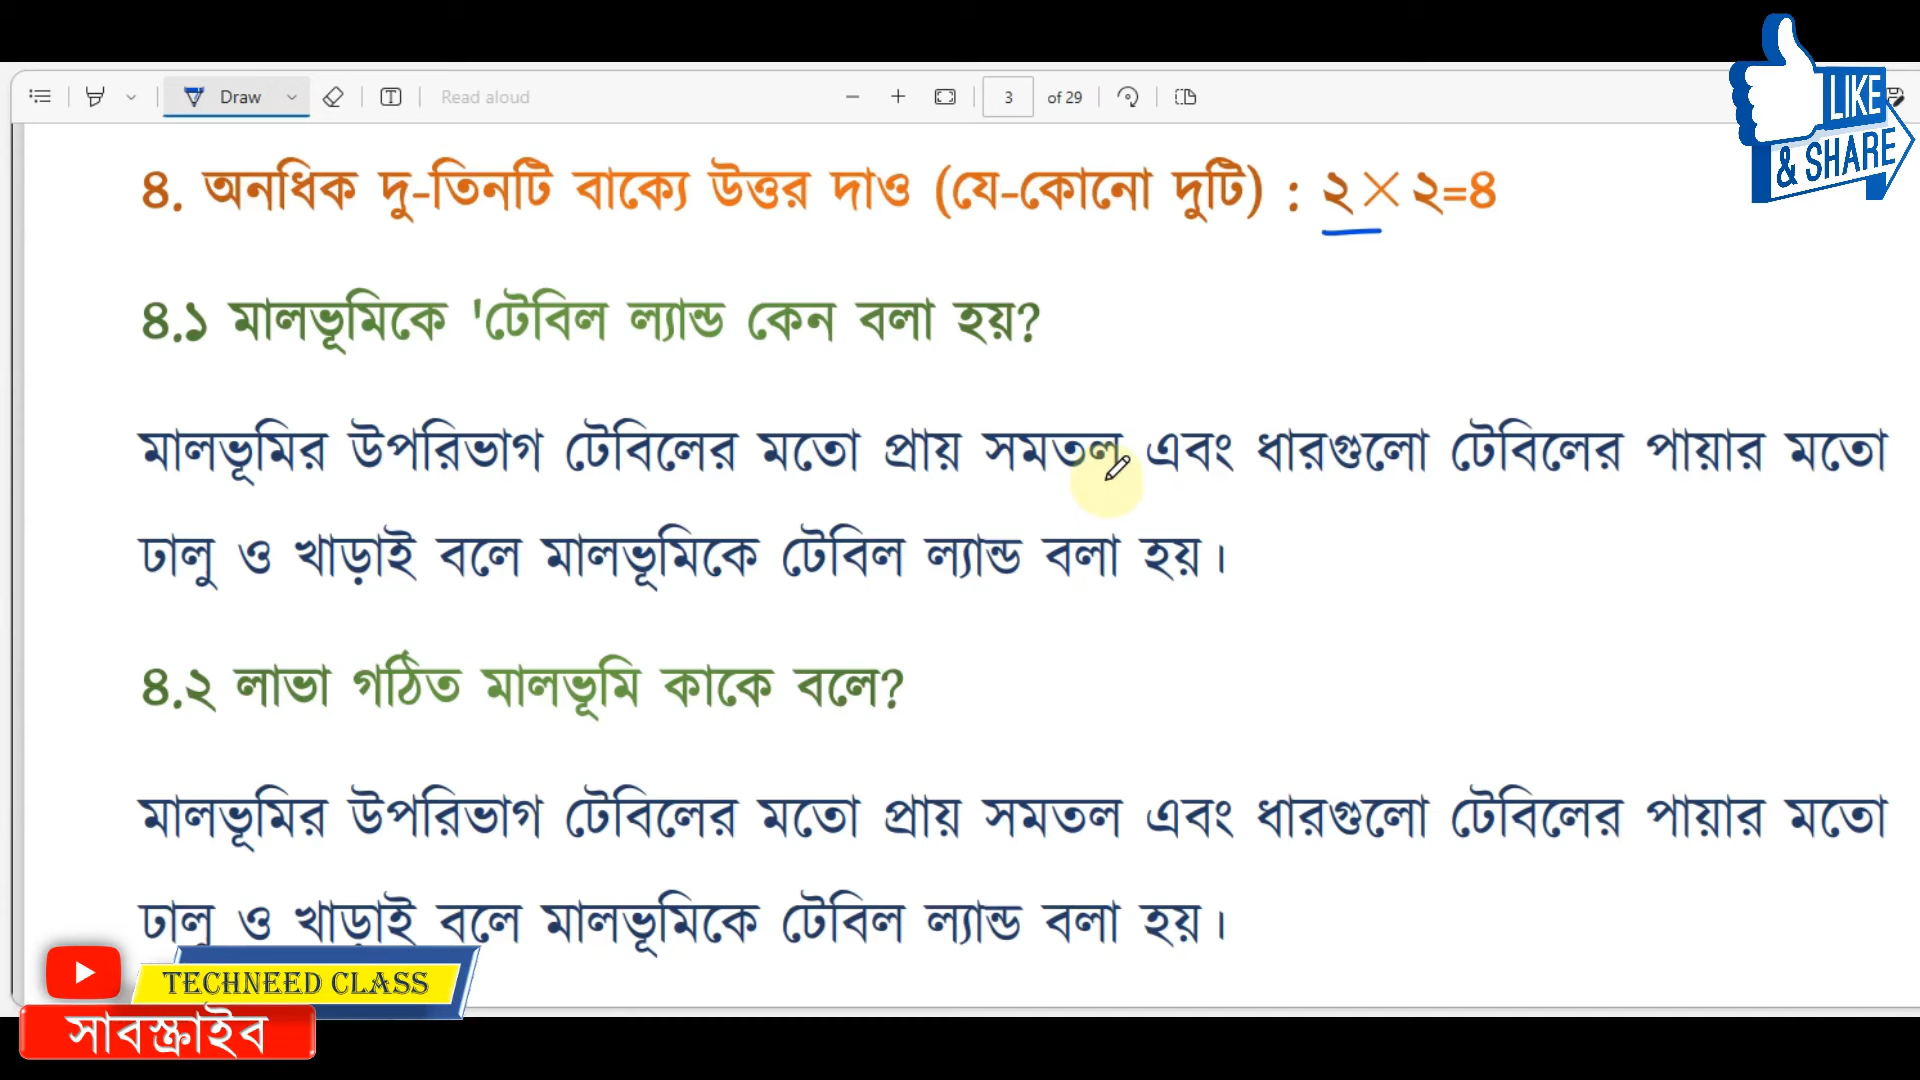 Draw
Read aloud
3 of 29
LIKE
& SHARE
৪. অনধিক দু-তিনটি বাক্যে উত্তর দাও (যে-কোনো দুটি) : ২×২=৪
৪.১ মালভূমিকে 'টেবিল ল্যান্ড কেন বলা হয়?
মালভূমির উপরিভাগ টেবিলের মতো প্রায় সমতল এবং ধারগুলো টেবিলের পায়ার মতো
ঢালু ও খাড়াই বলে মালভূমিকে টেবিল ল্যান্ড বলা হয়।
৪.২ লাভা গঠিত মালভূমি কাকে বলে?
মালভূমির উপরিভাগ টেবিলের মতো প্রায় সমতল এবং ধারগুলো টেবিলের পায়ার মতো
ঢালু ও খাড়াই বলে মালভূমিকে টেবিল ল্যান্ড বলা হয়।
TECHNEED CLASS
সাবস্ক্রাইব